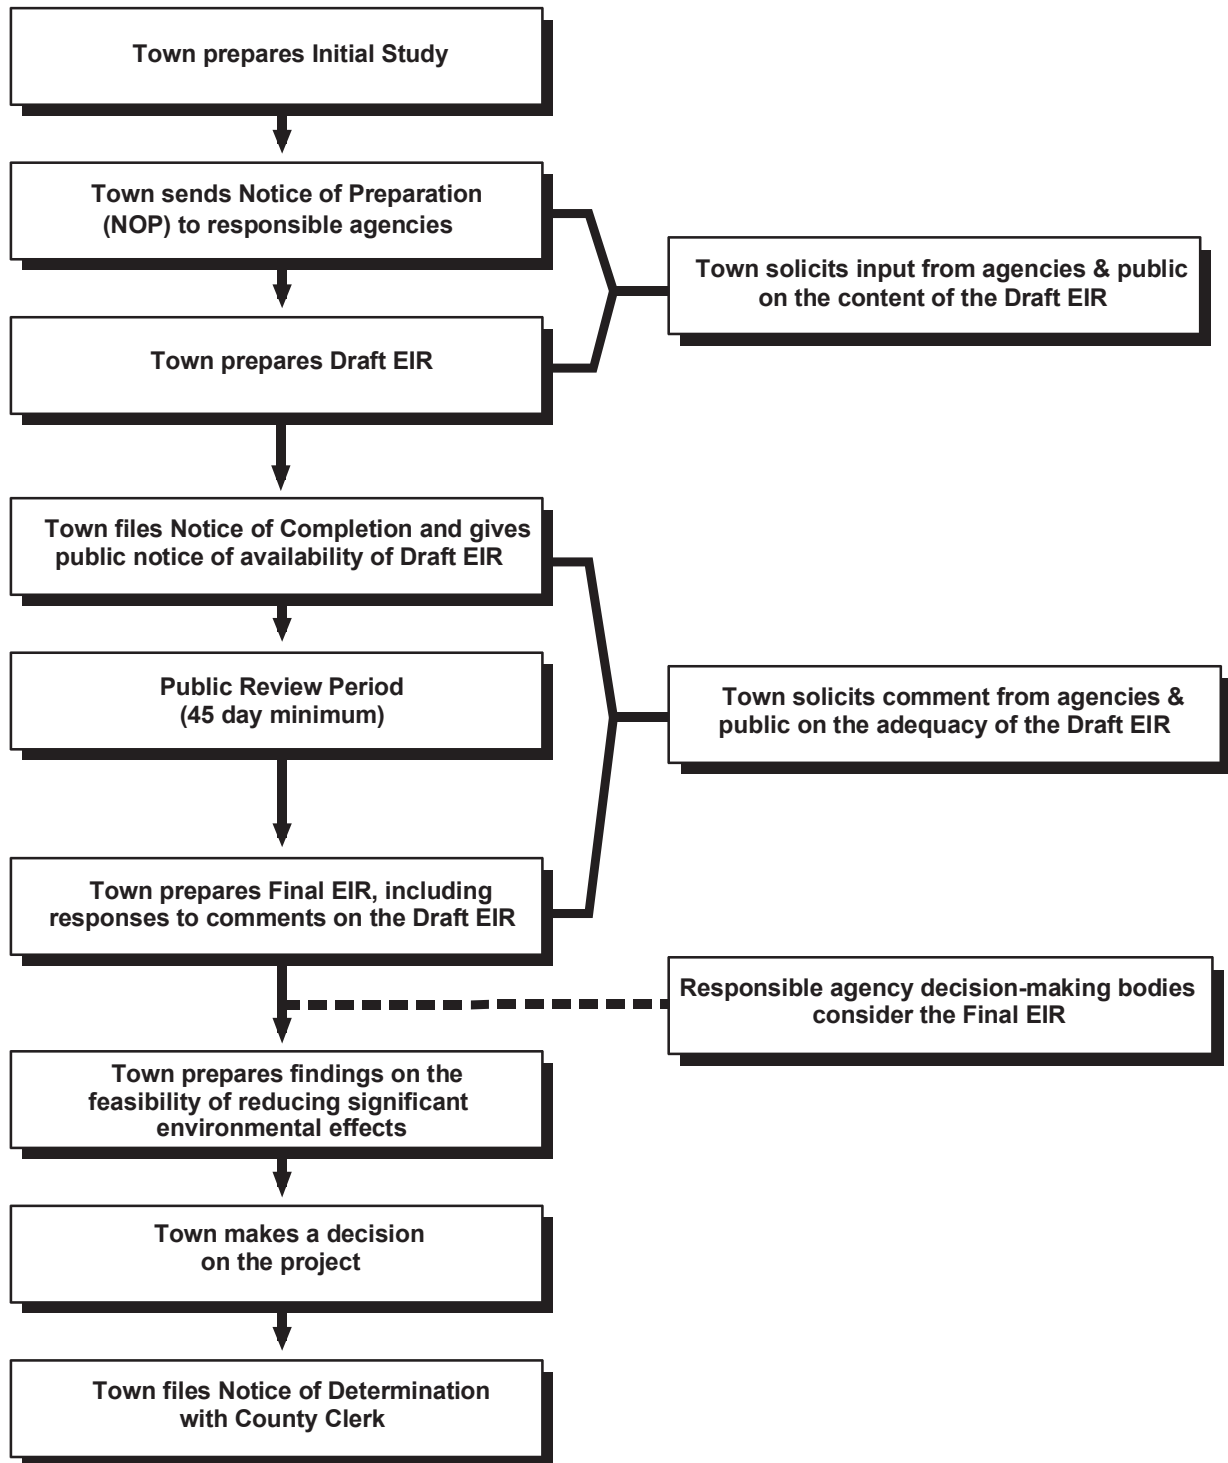 Town prepares Initial Study
Town sends Notice of Preparation
(NOP) to responsible agencies
Town solicits input from agencies & public
on the content of the Draft EIR
Town prepares Draft EIR
Town files Notice of Completion and gives
public notice of availability of Draft EIR
Public Review Period
(45 day minimum)
Town solicits comment from agencies &
public on the adequacy of the Draft EIR
Town prepares Final EIR, including
responses to comments on the Draft EIR
Responsible agency decision-making bodies
consider the Final EIR
Town prepares findings on the
feasibility of reducing significant
environmental effects
Town makes a decision
on the project
Town files Notice of Determination
with County Clerk